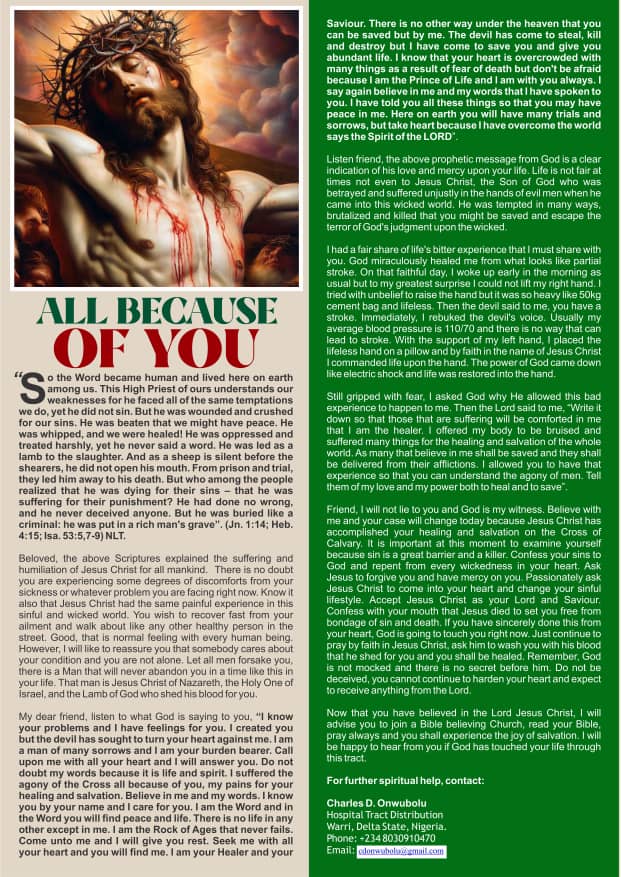 ALL BECAUSE
OF YOU
“So the Word became human and lived here on earth
among us. This High Priest of ours understands our
weaknesses for he faced all of the same temptations
we do, yet he did not sin. But he was wounded and crushed
for our sins. He was beaten that we might have peace. He
was whipped, and we were healed! He was oppressed and
treated harshly, yet he never said a word. He was led as a
lamb to the slaughter. And as a sheep is silent before the
shearers, he did not open his mouth. From prison and trial,
they led him away to his death. But who among the people
realized that he was dying for their sins – that he was
suffering for their punishment? He had done no wrong,
and he never deceived anyone. But he was buried like a
criminal: he was put in a rich man's grave”. (Jn. 1:14; Heb.
4:15; Isa. 53:5,7-9) NLT.
Beloved, the above Scriptures explained the suffering and
humiliation of Jesus Christ for all mankind. There is no doubt
you are experiencing some degrees of discomforts from your
sickness or whatever problem you are facing right now. Know it
also that Jesus Christ had the same painful experience in this
sinful and wicked world. You wish to recover fast from your
ailment and walk about like any other healthy person in the
street. Good, that is normal feeling with every human being.
However, I will like to reassure you that somebody cares about
your condition and you are not alone. Let all men forsake you,
there is a Man that will never abandon you in a time like this in
your life. That man is Jesus Christ of Nazareth, the Holy One of
Israel, and the Lamb of God who shed his blood for you.
My dear friend, listen to what God is saying to you, “I know
your problems and I have feelings for you. I created you
but the devil has sought to turn your heart against me. I am
a man of many sorrows and I am your burden bearer. Call
upon me with all your heart and I will answer you. Do not
doubt my words because it is life and spirit. I suffered the
agony of the Cross all because of you, my pains for your
healing and salvation. Believe in me and my words. I know
you by your name and I care for you. I am the Word and in
the Word you will find peace and life. There is no life in any
other except in me. I am the Rock of Ages that never fails.
Come unto me and I will give you rest. Seek me with all
your heart and you will find me. I am your Healer and your
Saviour. There is no other way under the heaven that you
can be saved but by me. The devil has come to steal, kill
and destroy but I have come to save you and give you
abundant life. I know that your heart is overcrowded with
many things as a result of fear of death but don't be afraid
because I am the Prince of Life and I am with you always. I
say again believe in me and my words that I have spoken to
you. I have told you all these things so that you may have
peace in me. Here on earth you will have many trials and
sorrows, but take heart because I have overcome the world
says the Spirit of the LORD”.
Listen friend, the above prophetic message from God is a clear
indication of his love and mercy upon your life. Life is not fair at
times not even to Jesus Christ, the Son of God who was
betrayed and suffered unjustly in the hands of evil men when he
came into this wicked world. He was tempted in many ways,
brutalized and killed that you might be saved and escape the
terror of God's judgment upon the wicked.
I had a fair share of life's bitter experience that I must share with
you. God miraculously healed me from what looks like partial
stroke. On that faithful day, I woke up early in the morning as
usual but to my greatest surprise I could not lift my right hand. I
tried with unbelief to raise the hand but it was so heavy like 50kg
cement bag and lifeless. Then the devil said to me, you have a
stroke. Immediately, I rebuked the devil's voice. Usually my
average blood pressure is 110/70 and there is no way that can
lead to stroke. With the support of my left hand, I placed the
lifeless hand on a pillow and by faith in the name of Jesus Christ
I commanded life upon the hand. The power of God came down
like electric shock and life was restored into the hand.
Still gripped with fear, I asked God why He allowed this bad
experience to happen to me. Then the Lord said to me, “Write it
down so that those that are suffering will be comforted in me
that I am the healer. I offered my body to be bruised and
suffered many things for the healing and salvation of the whole
world. As many that believe in me shall be saved and they shall
be delivered from their afflictions. I allowed you to have that
experience so that you can understand the agony of men. Tell
them of my love and my power both to heal and to save”.
Friend, I will not lie to you and God is my witness. Believe with
me and your case will change today because Jesus Christ has
accomplished your healing and salvation on the Cross of
Calvary. It is important at this moment to examine yourself
because sin is a great barrier and a killer. Confess your sins to
God and repent from every wickedness in your heart. Ask
Jesus to forgive you and have mercy on you. Passionately ask
Jesus Christ to come into your heart and change your sinful
lifestyle. Accept Jesus Christ as your Lord and Saviour.
Confess with your mouth that Jesus died to set you free from
bondage of sin and death. If you have sincerely done this from
your heart, God is going to touch you right now. Just continue to
pray by faith in Jesus Christ, ask him to wash you with his blood
that he shed for you and you shall be healed. Remember, God
is not mocked and there is no secret before him. Do not be
deceived, you cannot continue to harden your heart and expect
to receive anything from the Lord.
Now that you have believed in the Lord Jesus Christ, I will
advise you to join a Bible believing Church, read your Bible,
pray always and you shall experience the joy of salvation. I will
be happy to hear from you if God has touched your life through
this tract.
For further spiritual help, contact:
Charles D. Onwubolu
Hospital Tract Distribution
Warri, Delta State, Nigeria.
Phone: +234 8030910470
Email: cdonwubolu@gmail.com